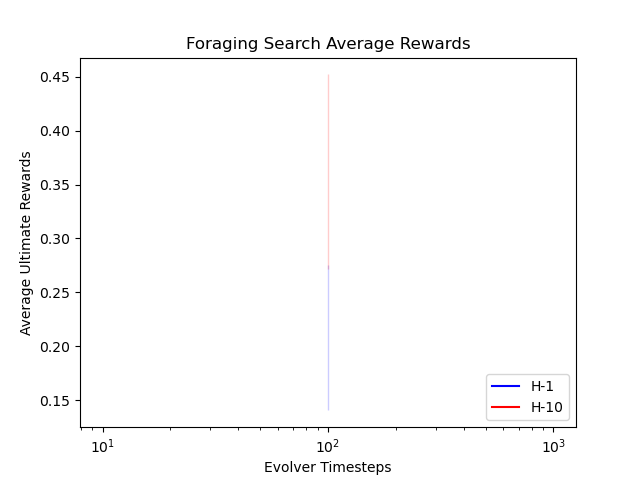 Foraging Search Average Rewards
0.45
0.40
0.35
0.30
0.25
0.20
0.15
Average Ultimate Rewards
H-1
H-10
10¹ 10² 10³
Evolver Timesteps